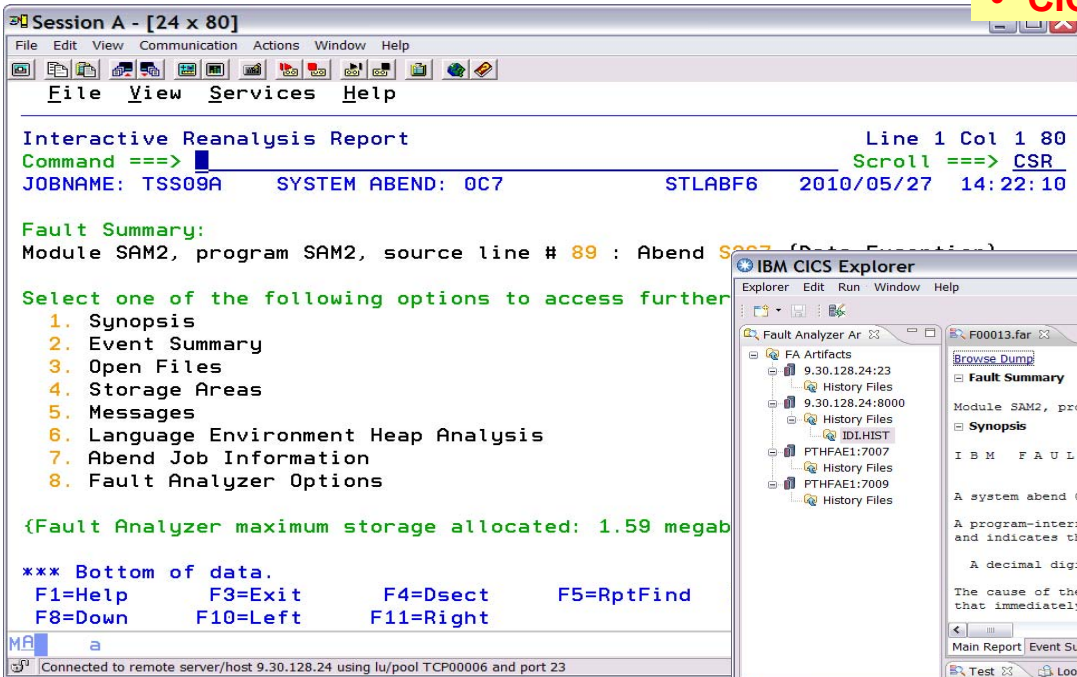 • CIC
Session A - [24 x 80]
File Edit View Communication Actions Window Help
File View Services Help
Interactive Reanalysis Report Line 1 Col 1 80
Command ===> Scroll ===> CSR
JOBNAME: TSS09A SYSTEM ABEND: 0C7 STLABF6 2010/05/27 14:22:10
Fault Summary:
Module SAM2, program SAM2, source line # 89 : Abend S0C7 (Data Exception)
Select one of the following options to access further
1. Synopsis
2. Event Summary
3. Open Files
4. Storage Areas
5. Messages
6. Language Environment Heap Analysis
7. Abend Job Information
8. Fault Analyzer Options
{Fault Analyzer maximum storage allocated: 1.59 megab
*** Bottom of data.
F1=Help F3=Exit F4=Dsect F5=RptFind
F8=Down F10=Left F11=Right
MA a
Connected to remote server/host 9.30.128.24 using lu/pool TCP00006 and port 23
IBM CICS Explorer
Explorer Edit Run Window Help
Fault Analyzer Ar
FA Artifacts
9.30.128.24:23
History Files
9.30.128.24:8000
History Files
IDI.HIST
PTHFAE1:7007
History Files
PTHFAE1:7009
History Files
F00013.far
Browse Dump
Fault Summary
Module SAM2, pro
Synopsis
I B M F A U L
A system abend
A program-interr
and indicates th
A decimal digi
The cause of the
that immediately
Main Report Event Su
Test Loo